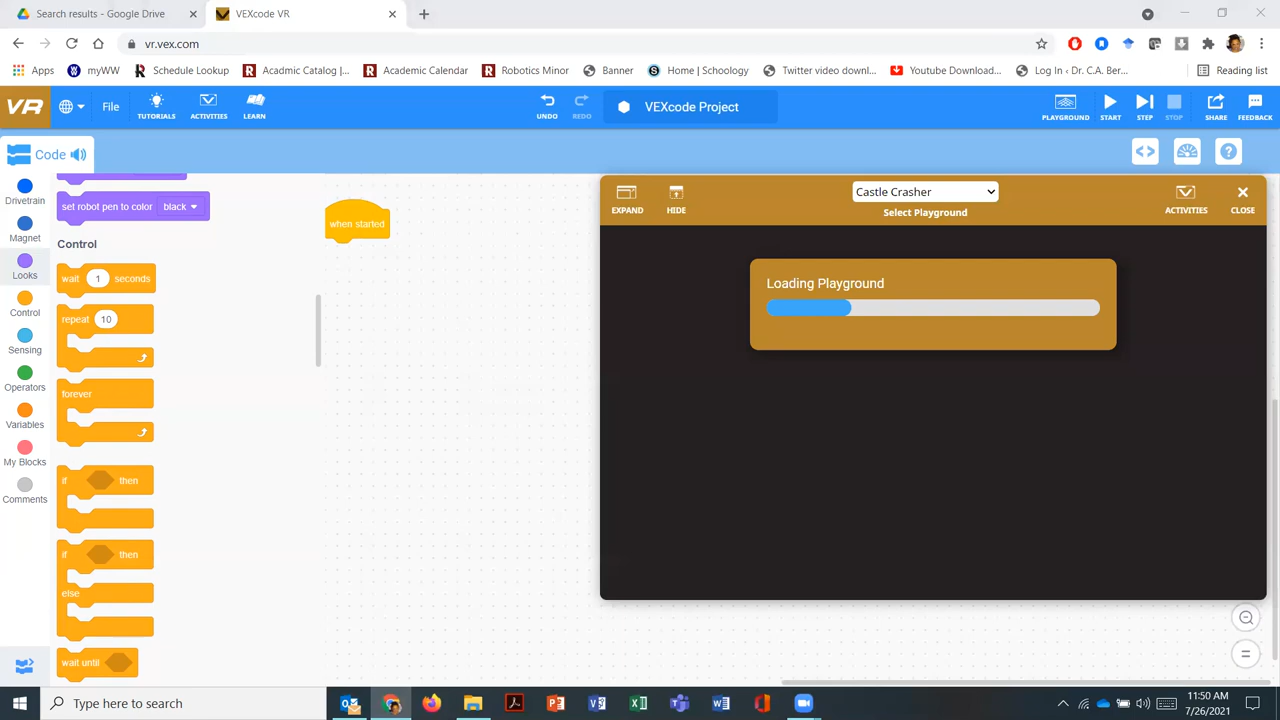 Search results - Google Drive
VEXcode VR
vr.vex.com
Apps
myWW
Schedule Lookup
Acadmic Catalog |...
Academic Calendar
Robotics Minor
Banner
Home | Schoology
Twitter video downl...
Youtube Download...
Log In ‹ Dr. C.A. Ber...
Reading list
VR
File
TUTORIALS
ACTIVITIES
LEARN
UNDO
REDO
VEXcode Project
PLAYGROUND
START
STEP
STOP
SHARE
FEEDBACK
Code
Drivetrain
Magnet
Looks
Control
Sensing
Operators
Variables
My Blocks
Comments
set robot pen to color black
Control
wait 1 seconds
repeat 10
forever
if then
if then
else
wait until
when started
EXPAND
HIDE
Castle Crasher
Select Playground
ACTIVITIES
CLOSE
Loading Playground
Type here to search
11:50 AM
7/26/2021